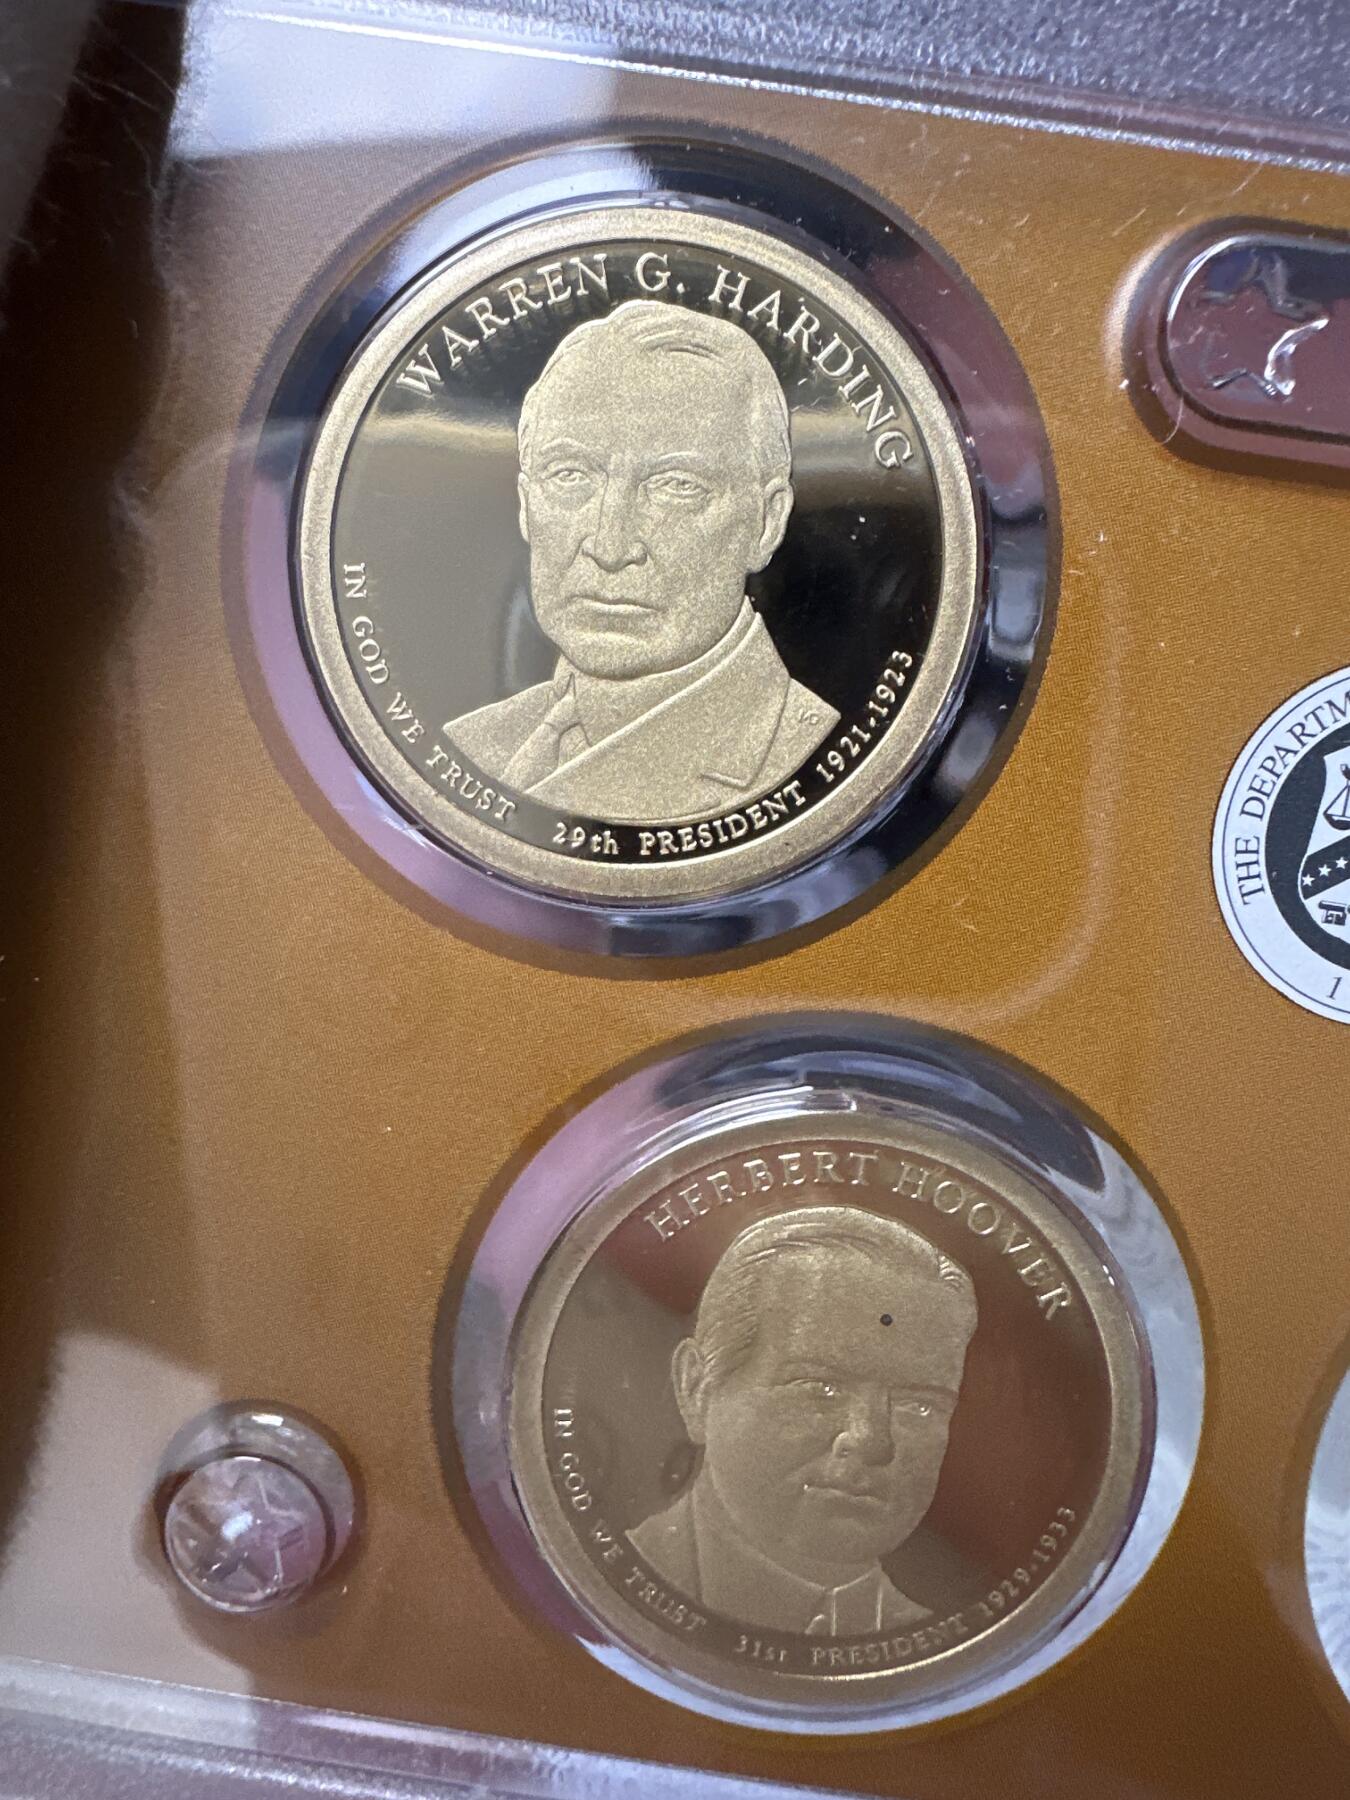 WARREN G. HARDING
IN GOD WE TRUST
29th PRESIDENT 1921-1923
THE DEPARTM
1
HERBERT HOOVER
IN GOD WE TRUST
31st PRESIDENT 1929-1933